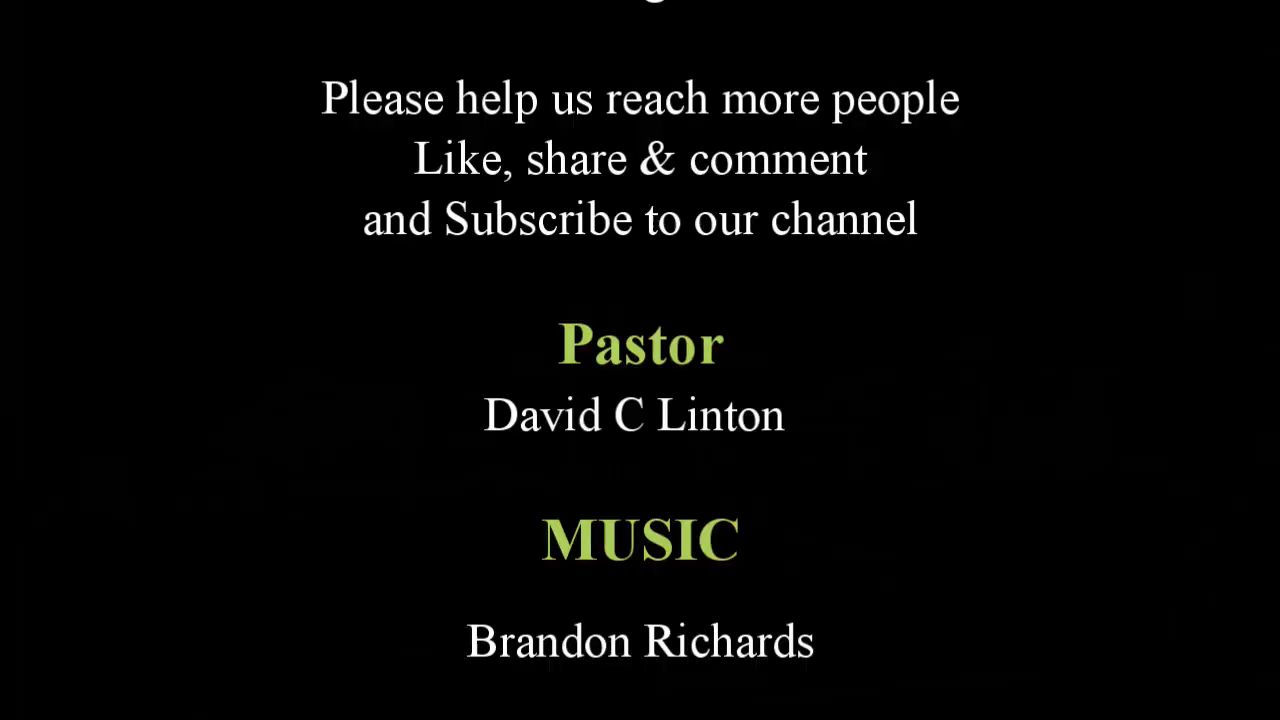 Please help us reach more people
Like, share & comment
and Subscribe to our channel
Pastor
David C Linton
MUSIC
Brandon Richards